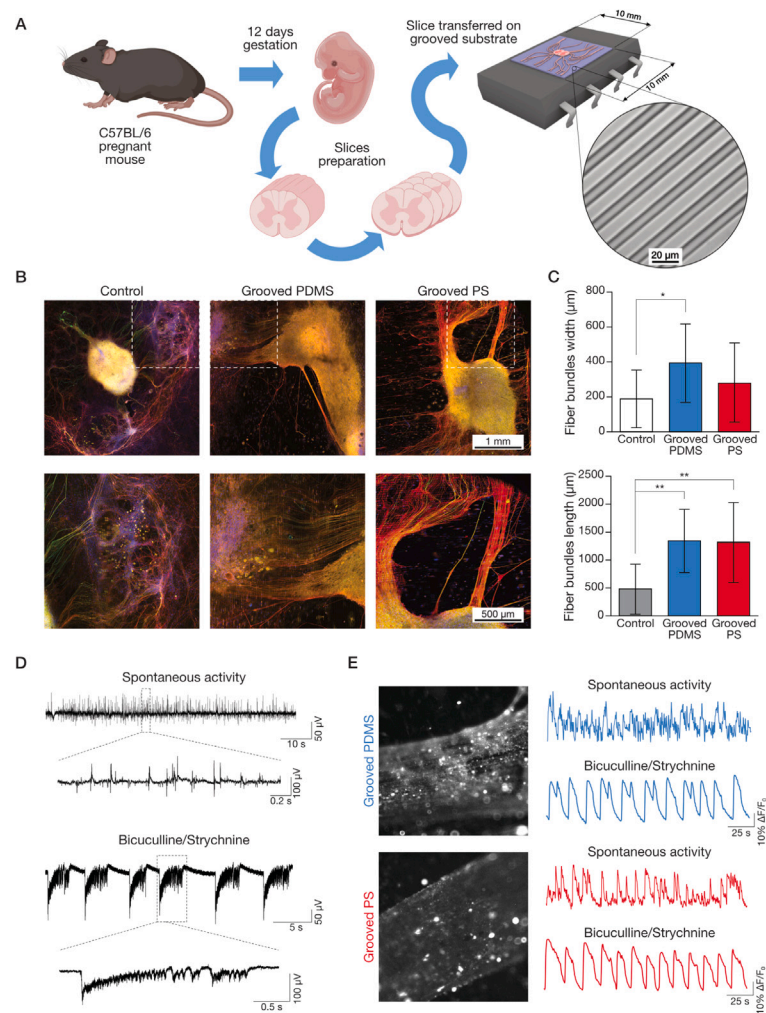 A
12 days
gestation
C57BL/6
pregnant
mouse
Slices
preparation
Slice transferred on
grooved substrate
10 mm
10 mm
20 µm
B
Control
Grooved PDMS
Grooved PS
1 mm
500 µm
C
Fiber bundles width (µm)
800
600
400
200
0
*
Control
Grooved
PDMS
Grooved
PS
Fiber bundles length (µm)
2500
2000
1500
1000
500
0
**
**
Control
Grooved
PDMS
Grooved
PS
D
Spontaneous activity
10 s
50 µV
0.2 s
100 µV
Bicuculline/Strychnine
5 s
50 µV
0.5 s
100 µV
E
Grooved PDMS
Spontaneous activity
Bicuculline/Strychnine
25 s
10% ΔF/F₀
Grooved PS
Spontaneous activity
Bicuculline/Strychnine
25 s
10% ΔF/F₀